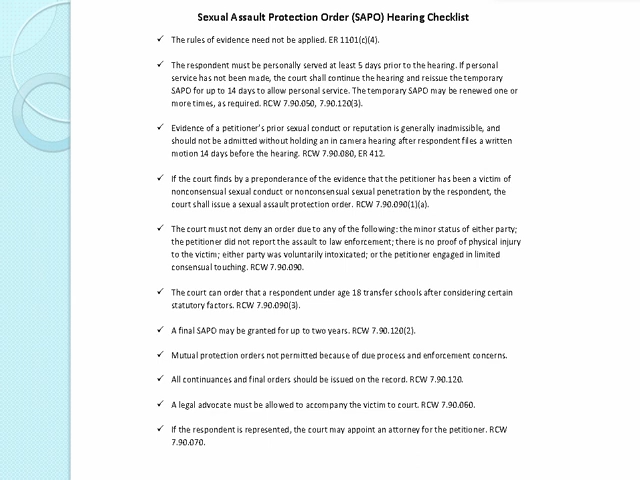 Sexual Assault Protection Order (SAPO) Hearing Checklist
✓ The rules of evidence need not be applied. ER 1101(c)(4).
✓ The respondent must be personally served at least 5 days prior to the hearing. If personal
service has not been made, the court shall continue the hearing and reissue the temporary
SAPO for up to 14 days to allow personal service. The temporary SAPO may be renewed one or
more times, as required. RCW 7.90.050, 7.90.120(3).
✓ Evidence of a petitioner's prior sexual conduct or reputation is generally inadmissible, and
should not be admitted without holding an in camera hearing after respondent files a written
motion 14 days before the hearing. RCW 7.90.080, ER 412.
✓ If the court finds by a preponderance of the evidence that the petitioner has been a victim of
nonconsensual sexual conduct or nonconsensual sexual penetration by the respondent, the
court shall issue a sexual assault protection order. RCW 7.90.090(1)(a).
✓ The court must not deny an order due to any of the following: the minor status of either party;
the petitioner did not report the assault to law enforcement; there is no proof of physical injury
to the victim; either party was voluntarily intoxicated; or the petitioner engaged in limited
consensual touching. RCW 7.90.090.
✓ The court can order that a respondent under age 18 transfer schools after considering certain
statutory factors. RCW 7.90.090(3).
✓ A final SAPO may be granted for up to two years. RCW 7.90.120(2).
✓ Mutual protection orders not permitted because of due process and enforcement concerns.
✓ All continuances and final orders should be issued on the record. RCW 7.90.120.
✓ A legal advocate must be allowed to accompany the victim to court. RCW 7.90.060.
✓ If the respondent is represented, the court may appoint an attorney for the petitioner. RCW
7.90.070.